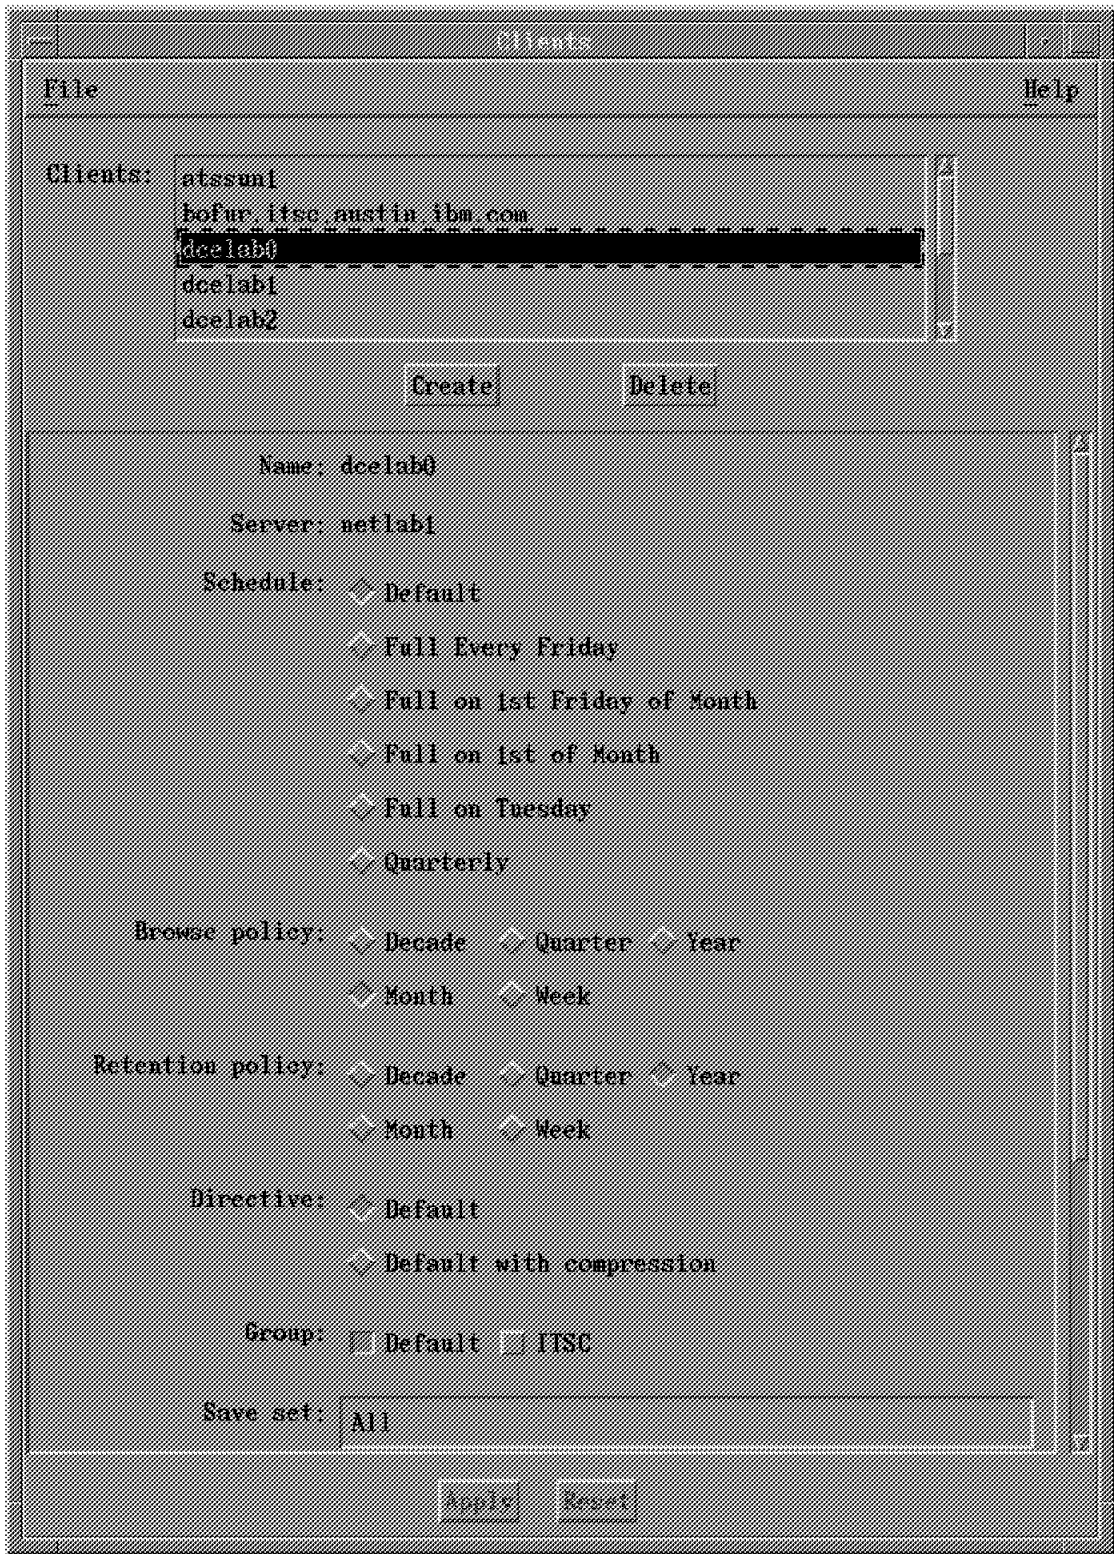 Clients
File Help
Clients: atssun1
bofur.itsc.austin.ibm.com
dcelab0
dcelab1
dcelab2
Create Delete
Name: dcelab0
Server: netlab1
Schedule: Default
Full Every Friday
Full on 1st Friday of Month
Full on 1st of Month
Full on Tuesday
Quarterly
Browse policy: Decade Quarter Year
Month Week
Retention policy: Decade Quarter Year
Month Week
Directive: Default
Default with compression
Group: Default ITSC
Save set: All
Apply Reset